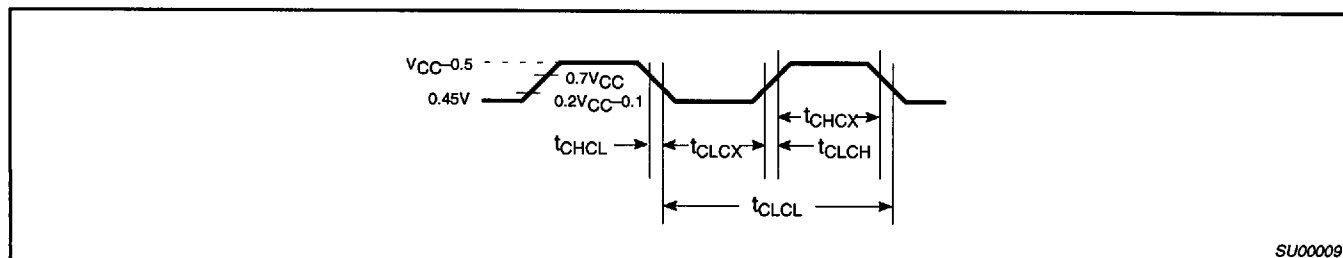 VCC–0.5
0.7VCC
0.45V
0.2VCC–0.1
tCHCX
tCHCL
tCLCX
tCLCH
tCLCL
SU00009